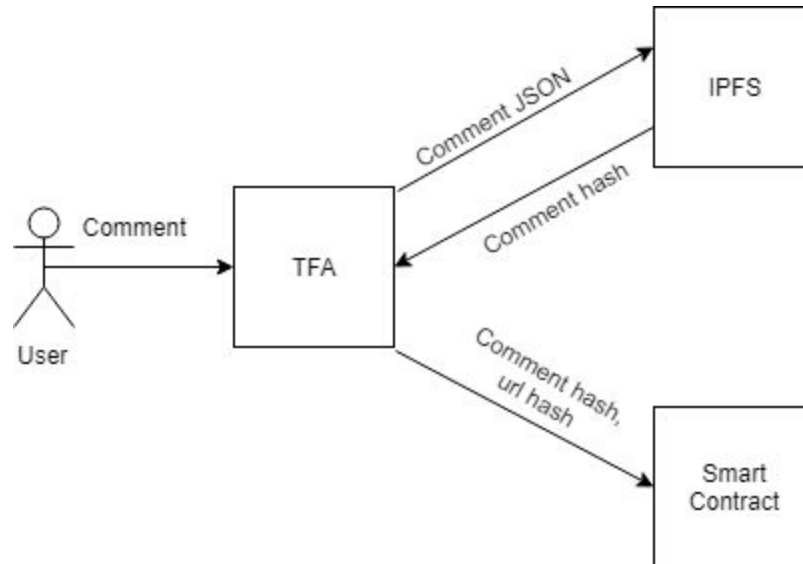 IPFS
Comment JSON
Comment hash
Comment
TFA
User
Comment hash,
url hash
Smart
Contract